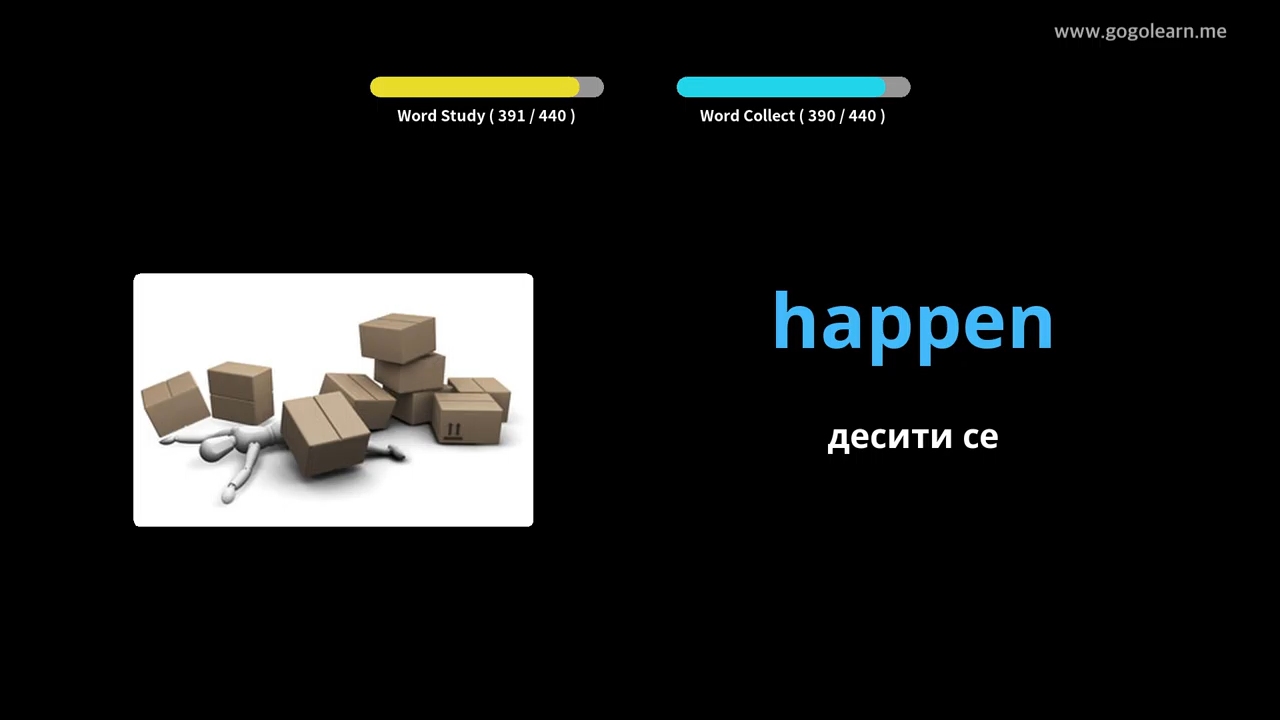 www.gogolearn.me
Word Study ( 391 / 440 )
Word Collect ( 390 / 440 )
happen
десити се